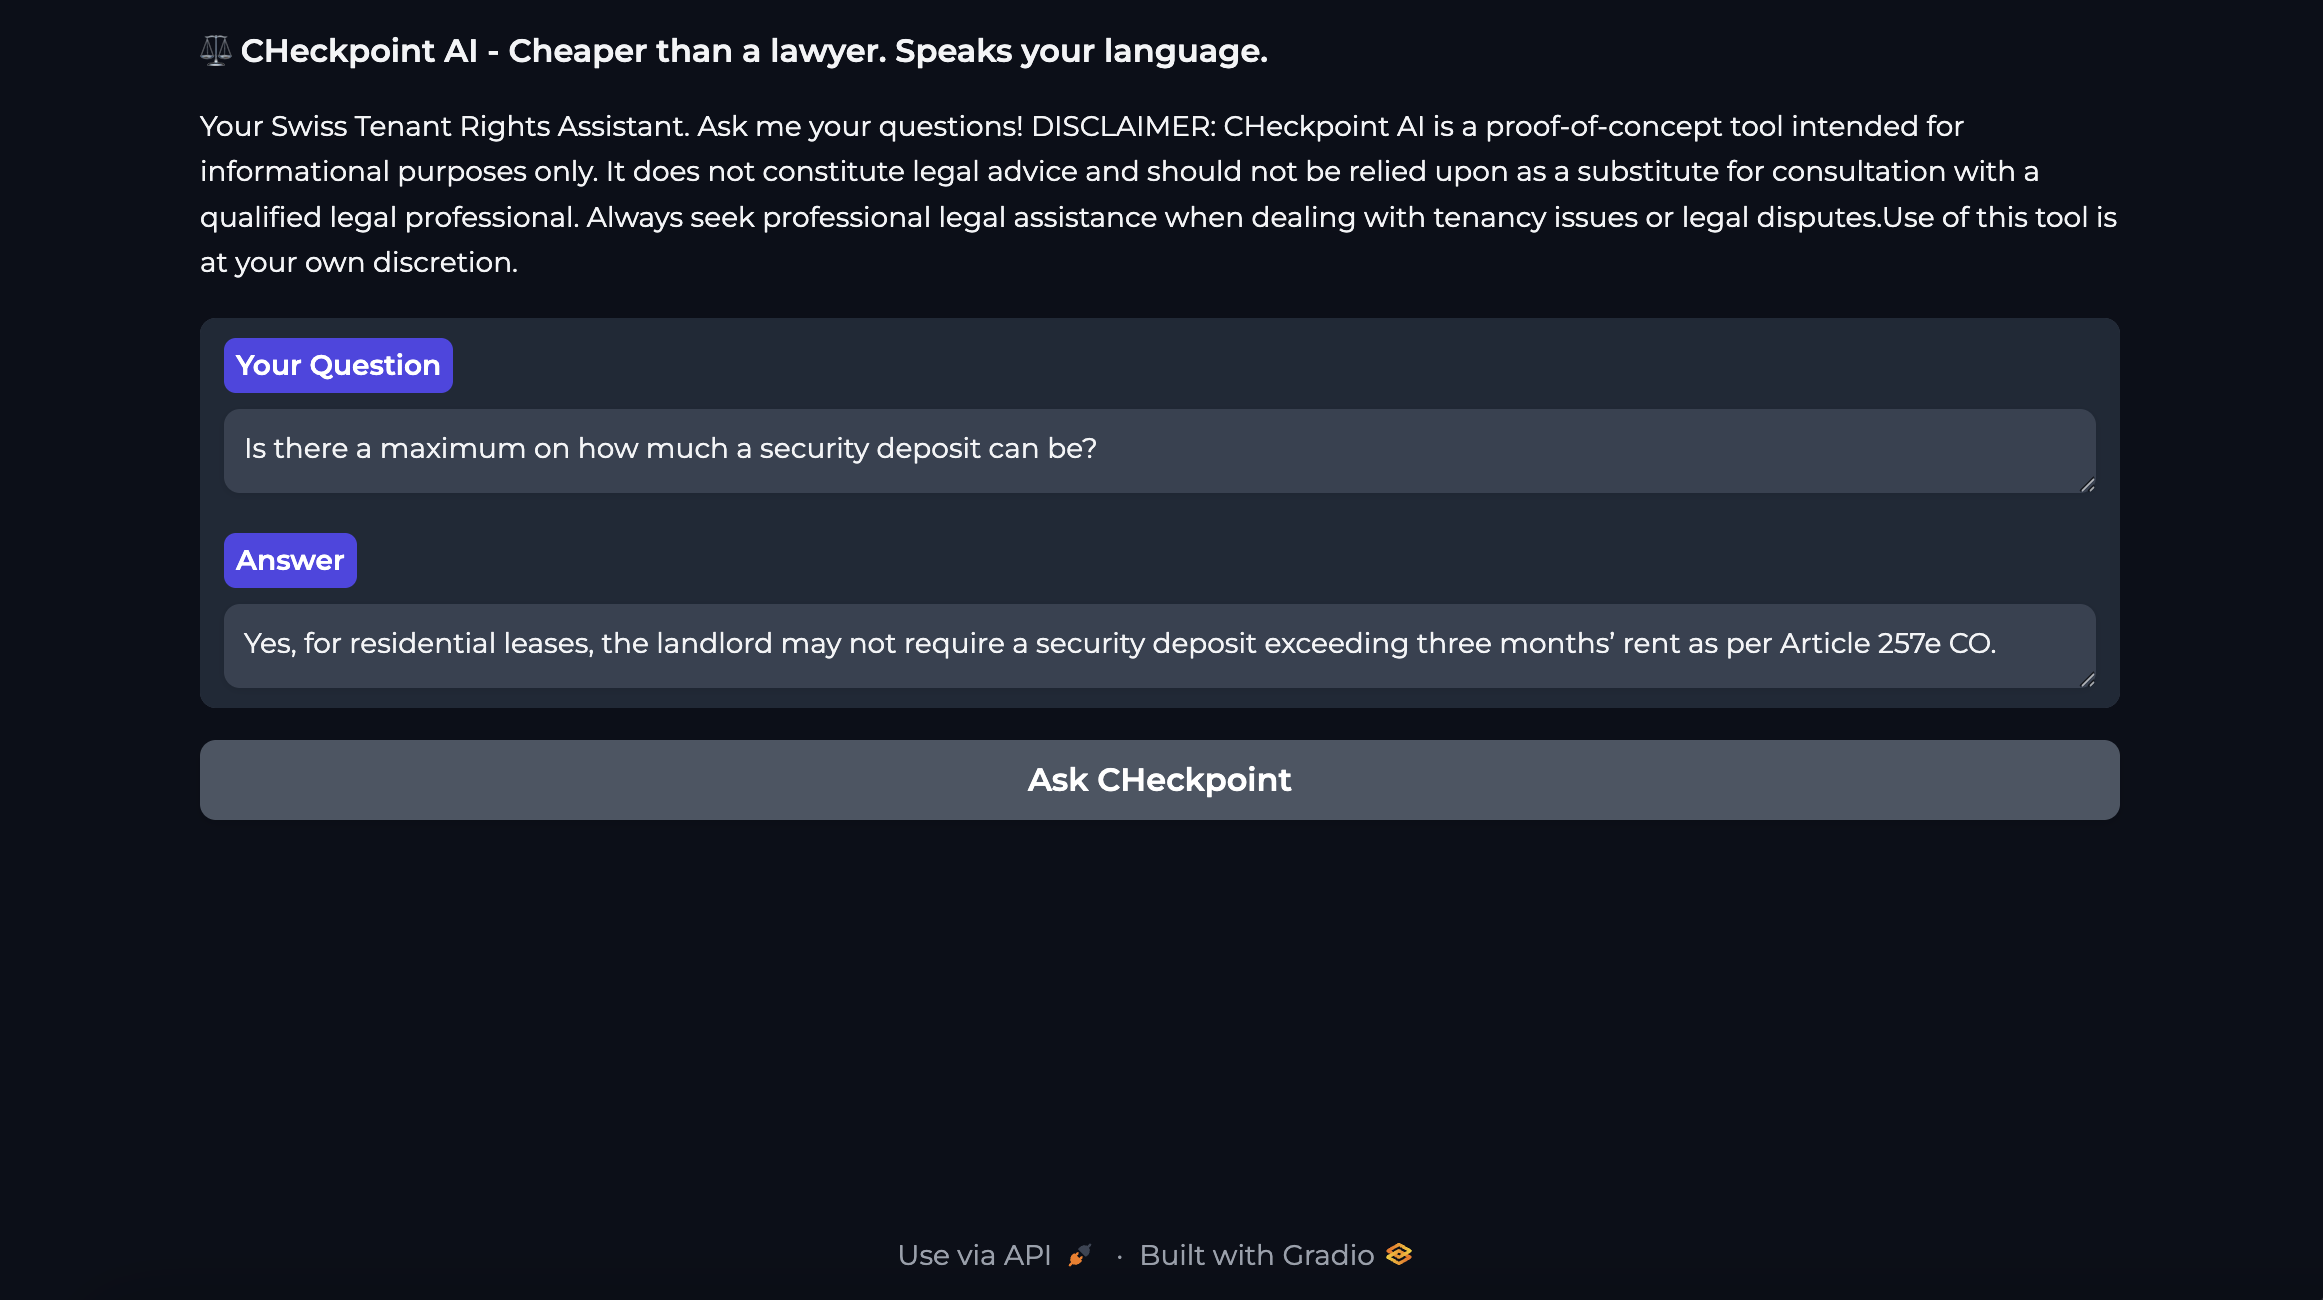 CHeckpoint AI - Cheaper than a lawyer. Speaks your language.
Your Swiss Tenant Rights Assistant. Ask me your questions! DISCLAIMER: CHeckpoint AI is a proof-of-concept tool intended for
informational purposes only. It does not constitute legal advice and should not be relied upon as a substitute for consultation with a
qualified legal professional. Always seek professional legal assistance when dealing with tenancy issues or legal disputes.Use of this tool is
at your own discretion.
Your Question
Is there a maximum on how much a security deposit can be?
Answer
Yes, for residential leases, the landlord may not require a security deposit exceeding three months’ rent as per Article 257e CO.
Ask CHeckpoint
Use via API · Built with Gradio